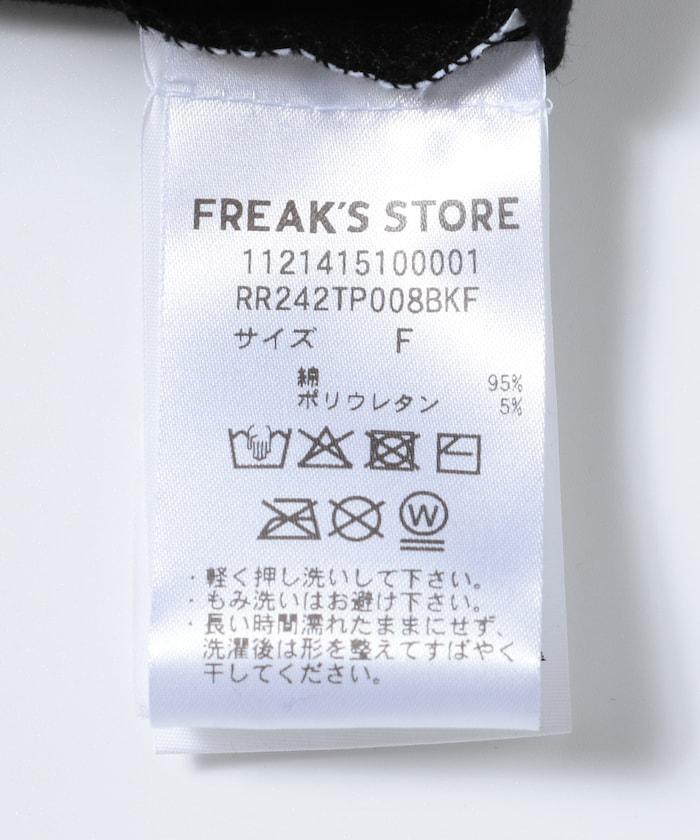 FREAK'S STORE
1121415100001
RR242TP008BKF
サイズ F
綿 95%
ポリウレタン 5%
W
・軽く押し洗いして下さい。
・もみ洗いはお避け下さい。
・長い時間濡れたままにせず、
洗濯後は形を整えてすばやく
干してください。